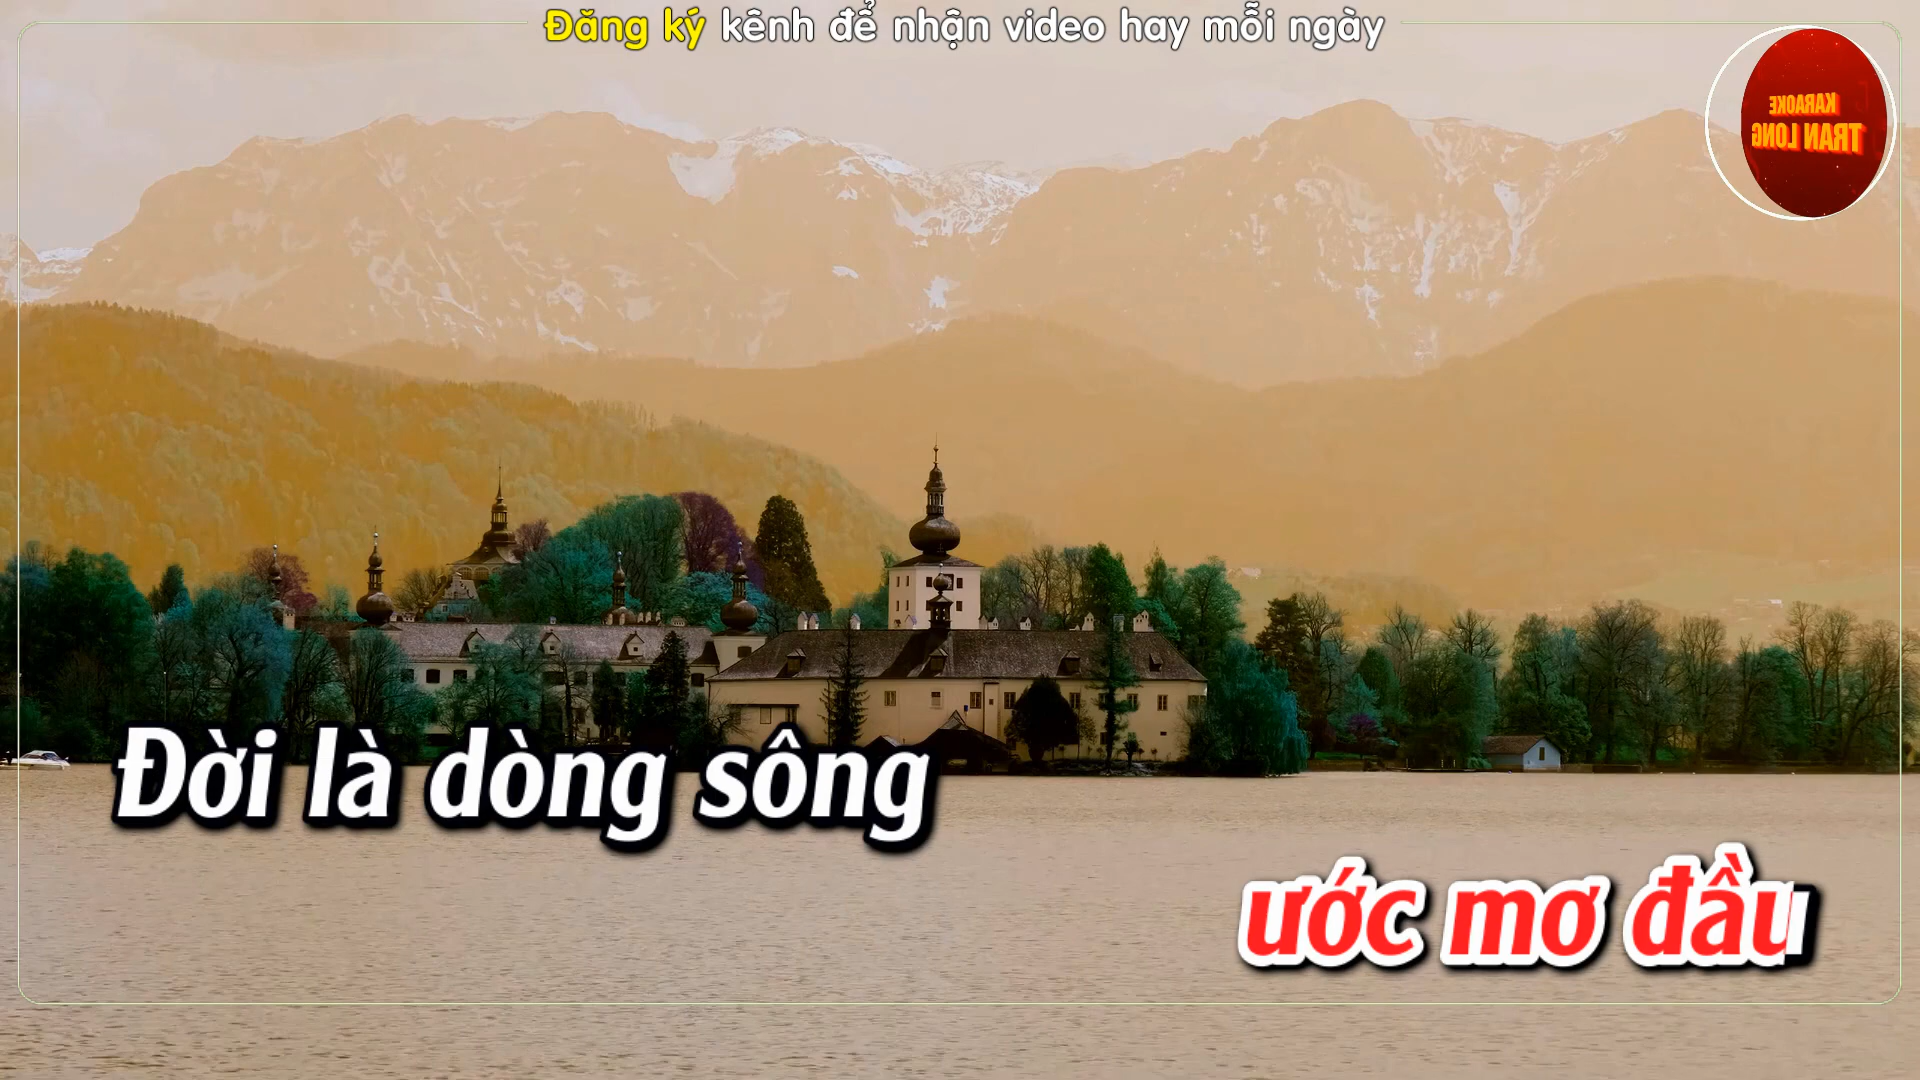 Đăng ký kênh để nhận video hay mỗi ngày
KARAOKE
TRAN LONG
Đời là dòng sông
ước mơ đầu